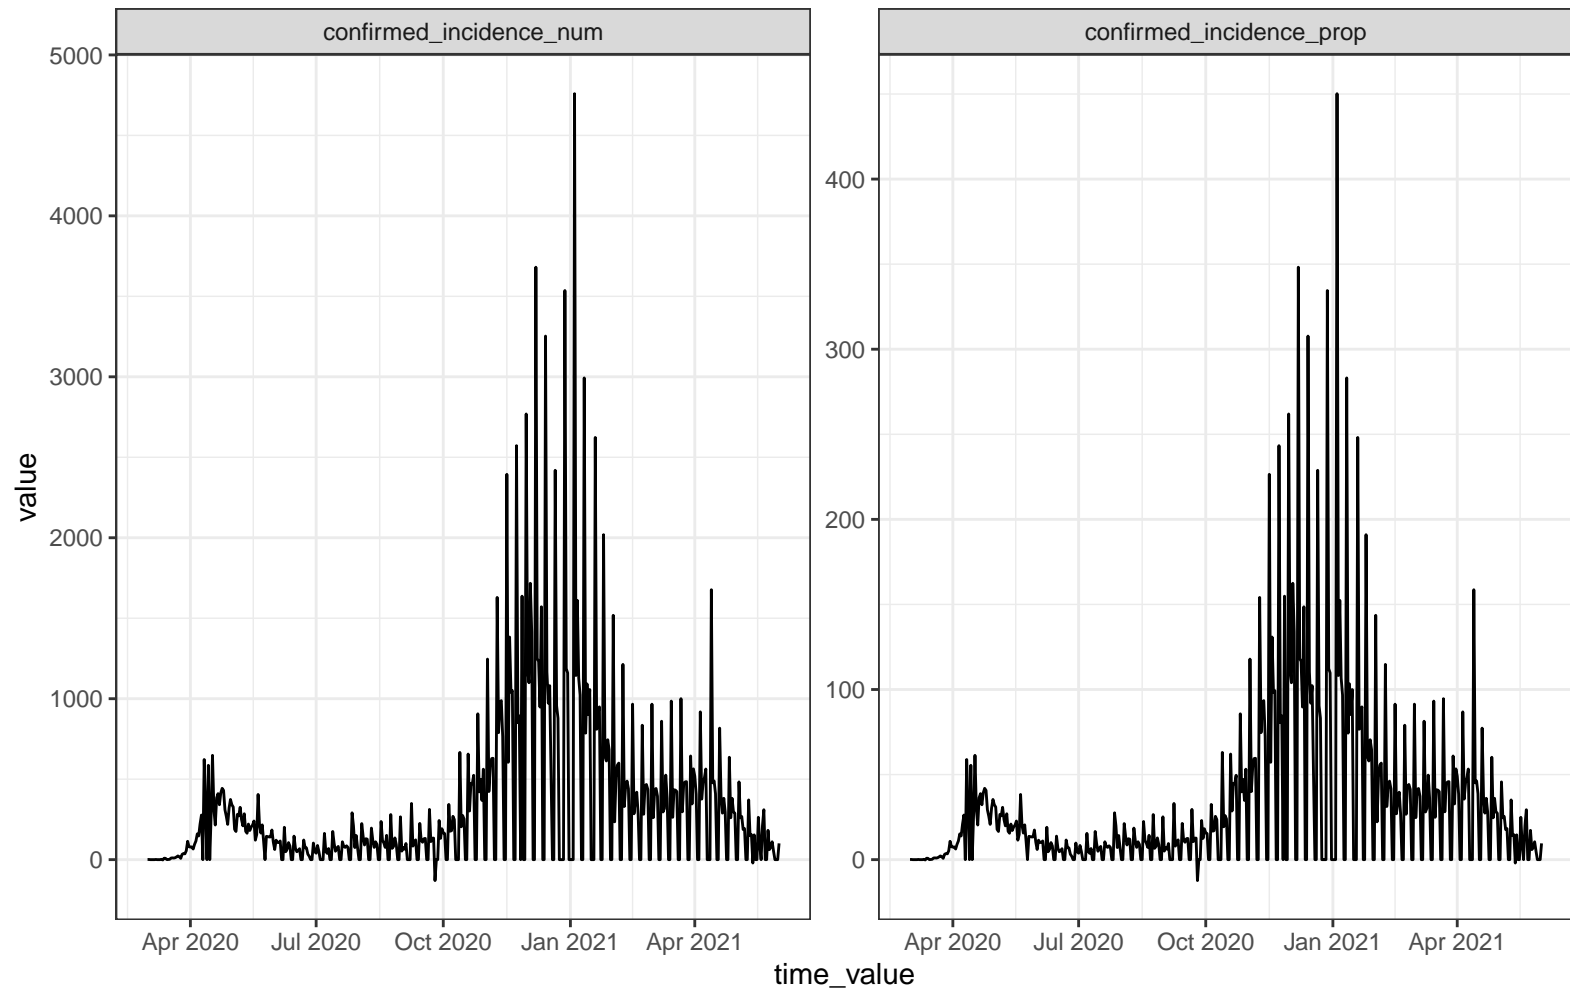 confirmed_incidence_num
confirmed_incidence_prop
5000
4000
3000
2000
1000
0
400
300
200
100
0
value
Apr 2020
Jul 2020
Oct 2020
Jan 2021
Apr 2021
Apr 2020
Jul 2020
Oct 2020
Jan 2021
Apr 2021
time_value